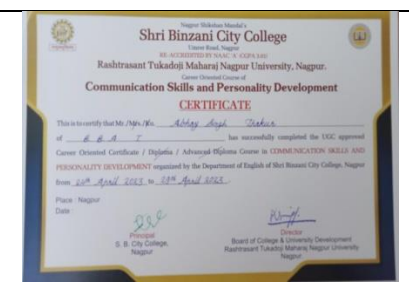 Nagpur Shikshan Mandal's
Shri Binzani City College
Umrer Road, Nagpur
RE-ACCREDITED BY NAAC 'A' CGPA
Rashtrasant Tukadoji Maharaj Nagpur University, Nagpur.
Career Oriented Course of
Communication Skills and Personality Development
CERTIFICATE
This is to certify that Mr./Mrs./Ms. Abhay Singh
of B B A I has successfully completed the UGC approved
Career Oriented Certificate / Diploma / Advanced Diploma Course in COMMUNICATION SKILLS AND
PERSONALITY DEVELOPMENT organized by the Department of English of Shri Binzani City College, Nagpur
from April 2023 to April 2023.
Place : Nagpur
Date :
Principal
S. B. City College,
Nagpur
Director
Board of College & University Development
Rashtrasant Tukadoji Maharaj Nagpur University
Nagpur